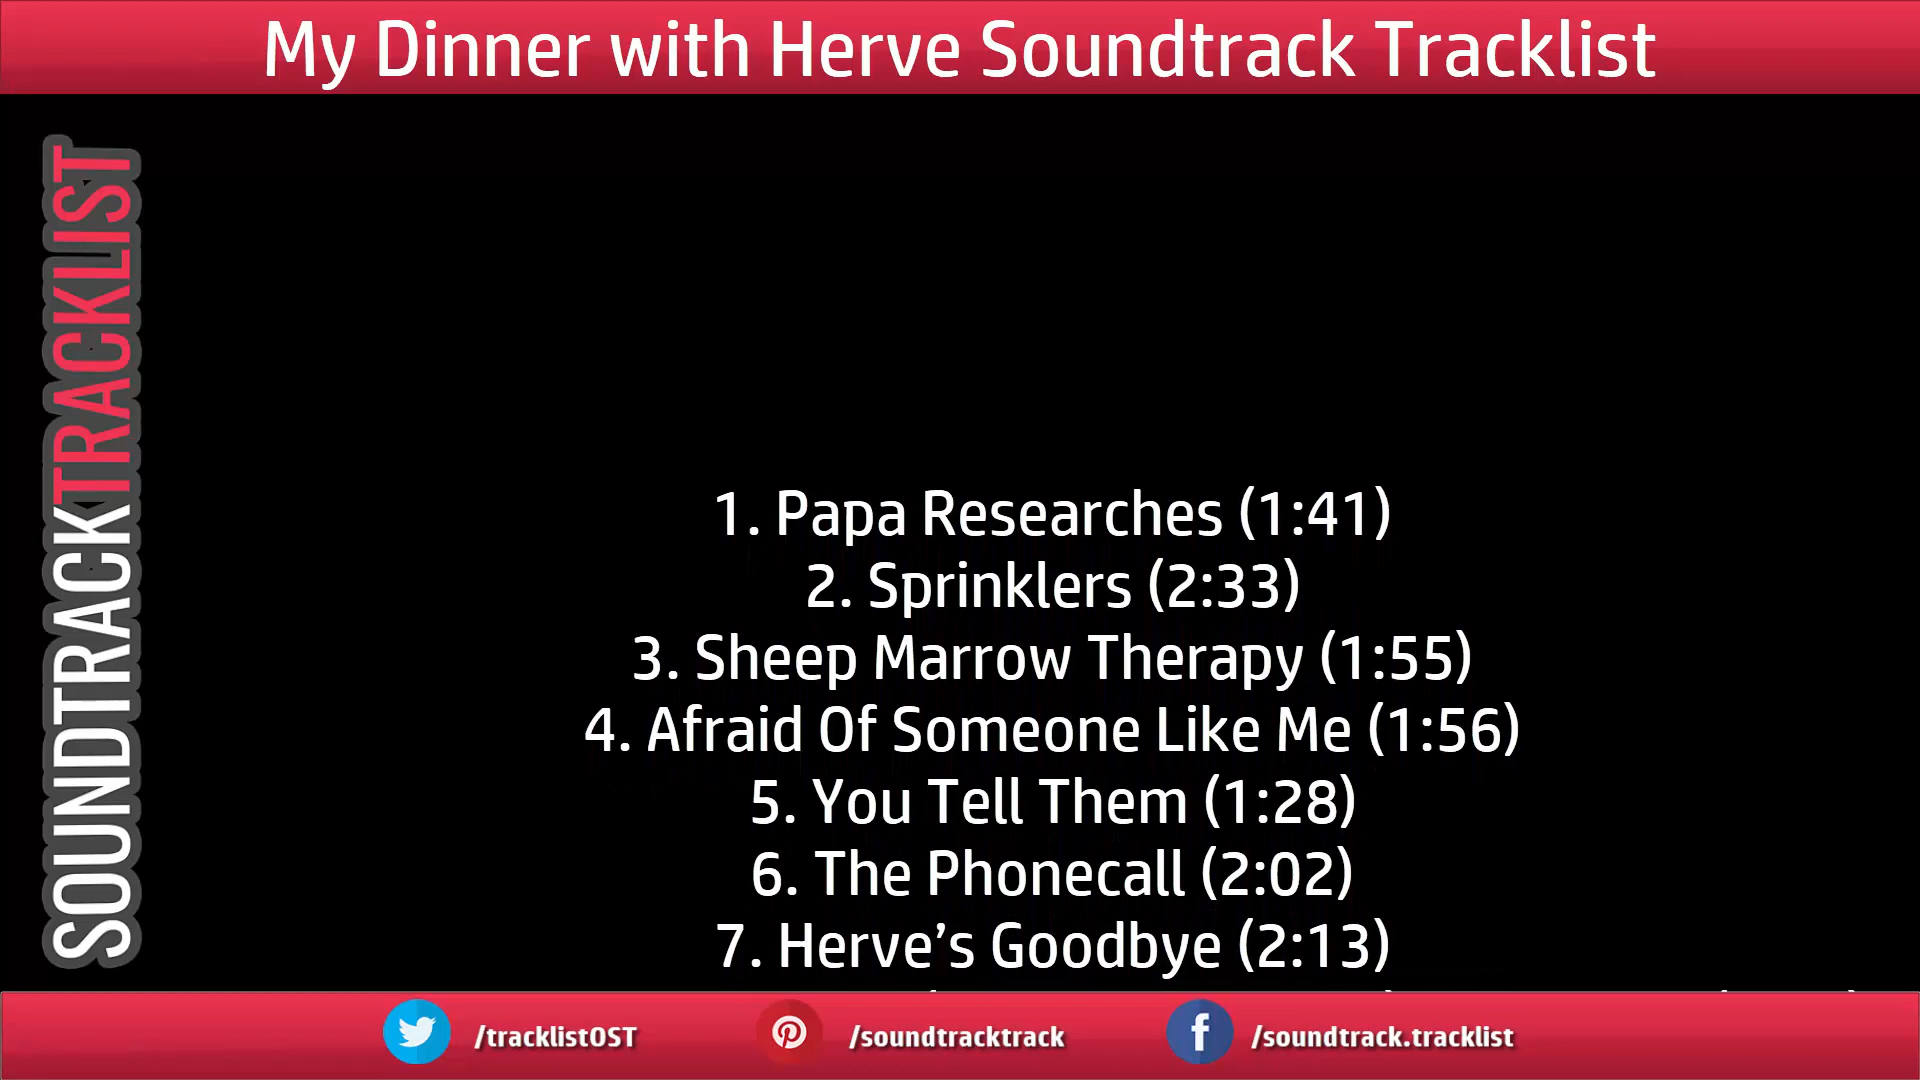 My Dinner with Herve Soundtrack Tracklist
SOUNDTRACKTRACKLIST
1. Papa Researches (1:41)
2. Sprinklers (2:33)
3. Sheep Marrow Therapy (1:55)
4. Afraid Of Someone Like Me (1:56)
5. You Tell Them (1:28)
6. The Phonecall (2:02)
7. Herve’s Goodbye (2:13)
/tracklistOST
/soundtracktrack
/soundtrack.tracklist